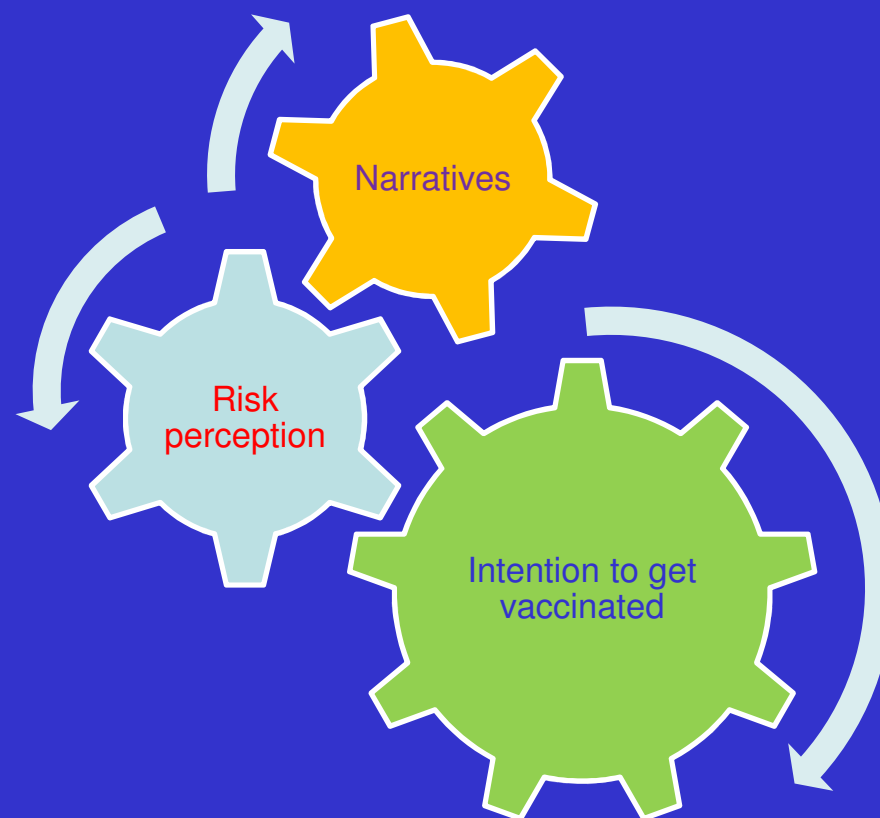 Narratives
Risk
perception
Intention to get
vaccinated